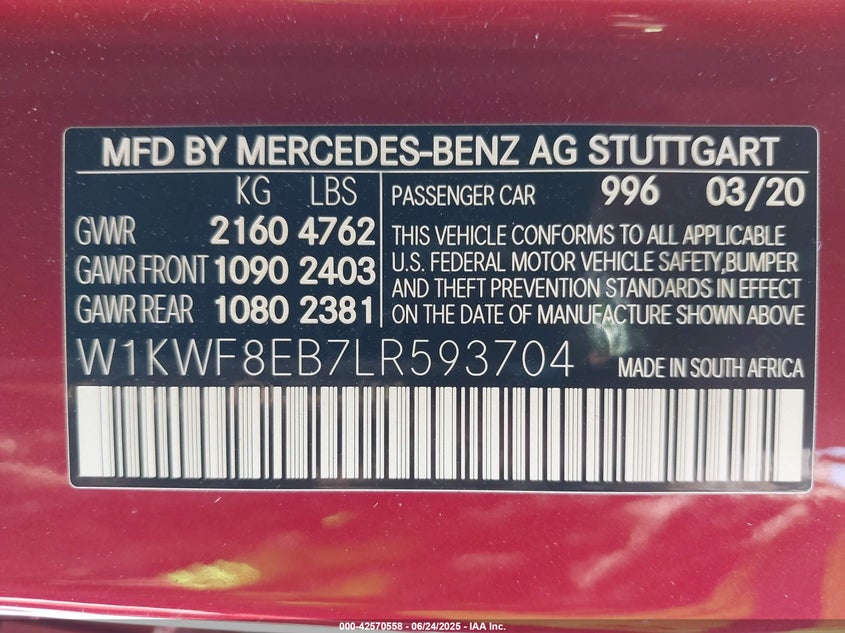 MFD BY MERCEDES-BENZ AG STUTTGART
KG LBS
GVWR 2160 4762
GAWR FRONT 1090 2403
GAWR REAR 1080 2381
PASSENGER CAR 996 03/20
THIS VEHICLE CONFORMS TO ALL APPLICABLE
U.S. FEDERAL MOTOR VEHICLE SAFETY,BUMPER
AND THEFT PREVENTION STANDARDS IN EFFECT
ON THE DATE OF MANUFACTURE SHOWN ABOVE
W1KWF8EB7LR593704 MADE IN SOUTH AFRICA
000-42570558 - 06/24/2025 - IAA Inc.